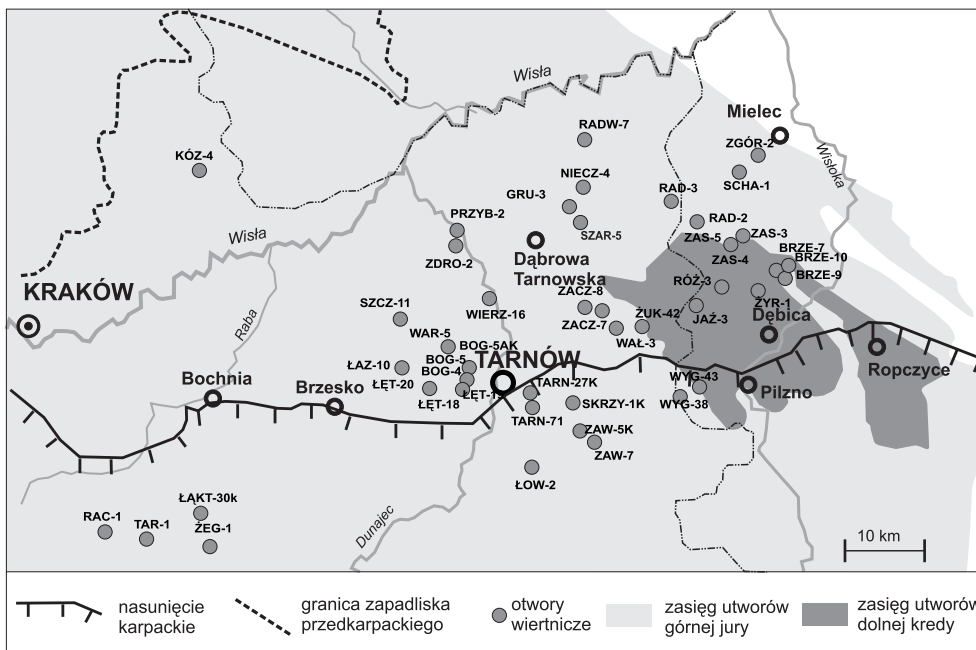 Wisła
Mielec
RADW-7
ZGÓR-2
KÓZ-4
NIECZ-4
SCHA-1
Wisłoka
GRU-3
RAD-3
PRZYB-2
SZAR-5
RAD-2
ZAS-3
ZAS-5
Wisła
ZDRO-2
Dąbrowa
Tarnowska
ZAS-4
BRZE-7
BRZE-10
BRZE-9
KRAKÓW
RÓŻ-3
ZACZ-8
SZCZ-11
WIERZ-16
ŻYR-1
Raba
ZACZ-7
ŻUK-42
JAŹ-3
Dębica
WAR-5
WAŁ-3
BOG-5AK
BOG-5
TARNÓW
ŁAZ-10
BOG-4
Ropczyce
Bochnia
Brzesko
ŁĘT-20
TARN-27K
WYG-43
Pilzno
ŁĘT-18
SKRZY-1K
WYG-38
TARN-71
ZAW-5K
ZAW-7
ŁOW-2
ŁĄKT-30k
RAC-1
TAR-1
ŻEG-1
Dunajec
10 km
nasunięcie
karpackie
granica zapadliska
przedkarpackiego
otwory
wiertnicze
zasięg utworów
górnej jury
zasięg utworów
dolnej kredy